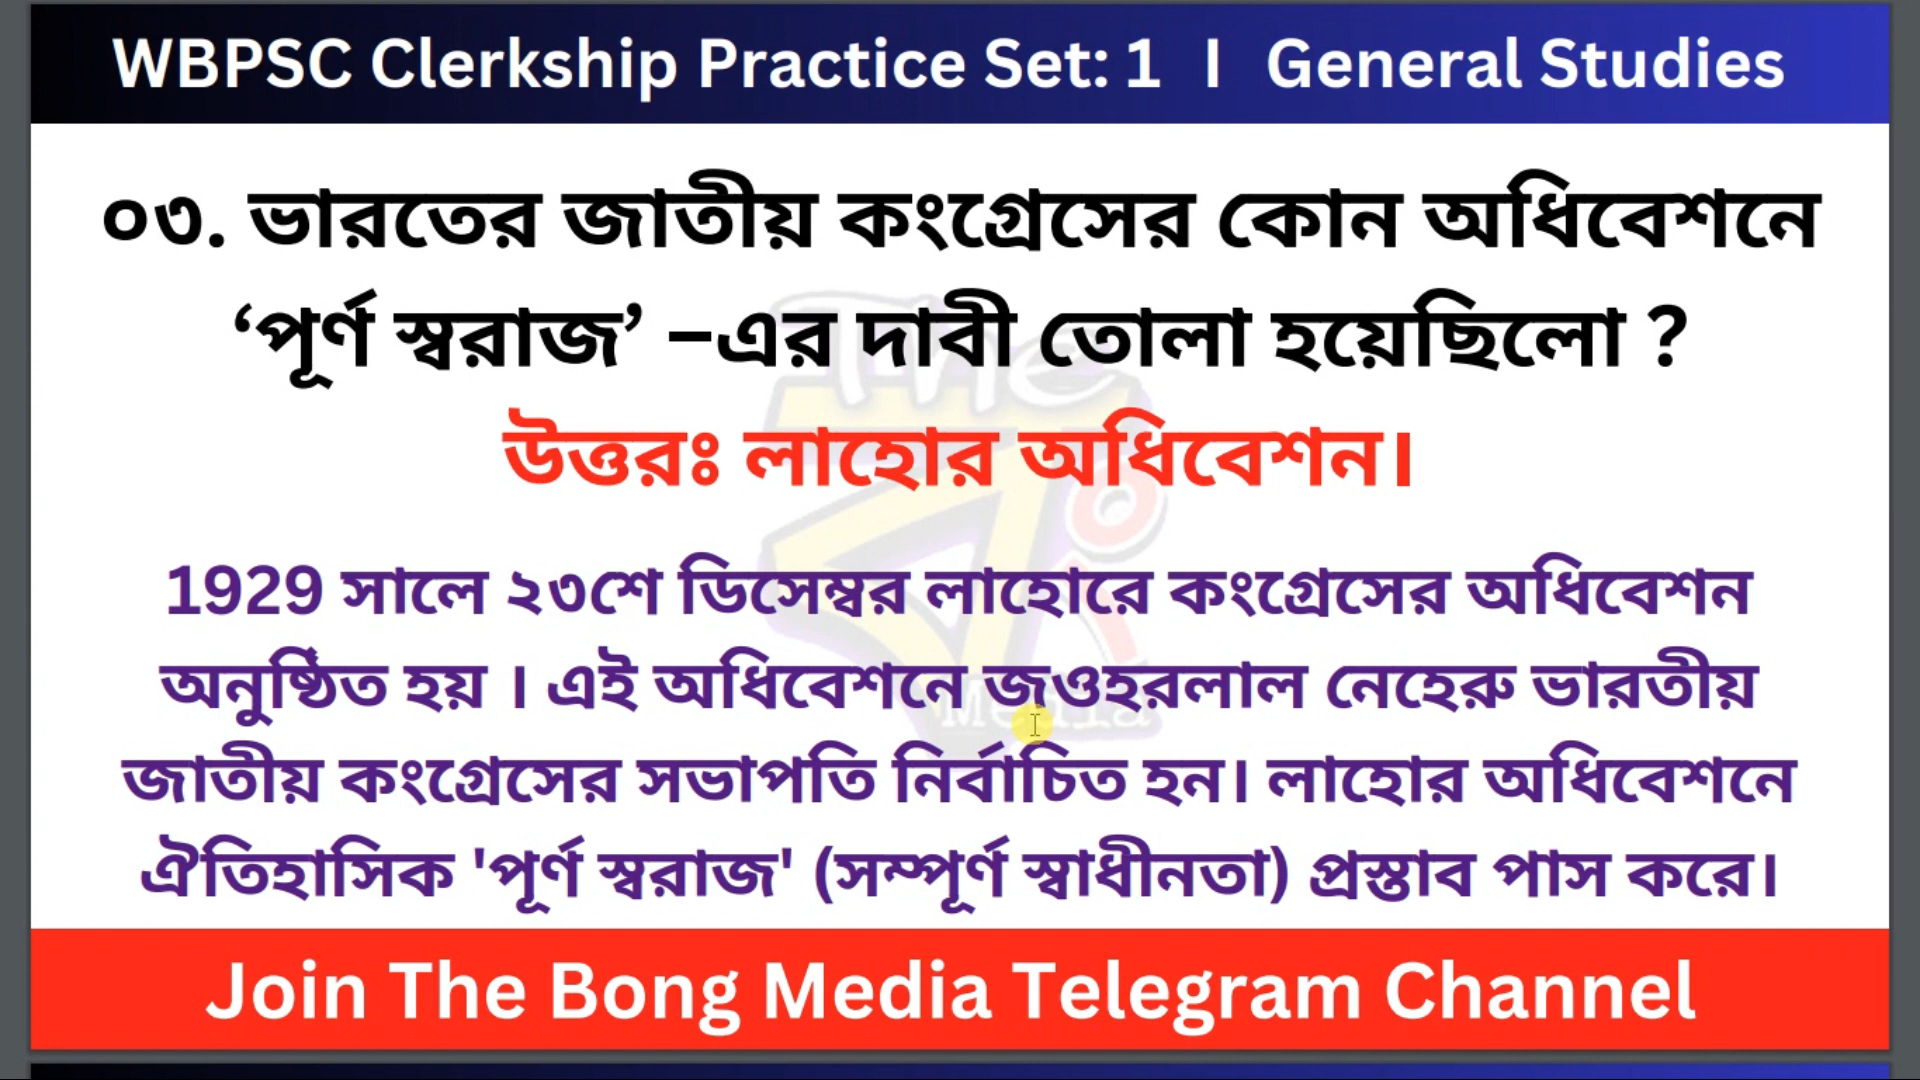 WBPSC Clerkship Practice Set: 1 I General Studies
০৩. ভারতের জাতীয় কংগ্রেসের কোন অধিবেশনে
‘পূর্ণ স্বরাজ’ –এর দাবী তোলা হয়েছিলো ?
উত্তরঃ লাহোর অধিবেশন।
1929 সালে ২৩শে ডিসেম্বর লাহোরে কংগ্রেসের অধিবেশন
অনুষ্ঠিত হয় । এই অধিবেশনে জওহরলাল নেহেরু ভারতীয়
জাতীয় কংগ্রেসের সভাপতি নির্বাচিত হন। লাহোর অধিবেশনে
ঐতিহাসিক 'পূর্ণ স্বরাজ' (সম্পূর্ণ স্বাধীনতা) প্রস্তাব পাস করে।
The
বং
Media
Join The Bong Media Telegram Channel